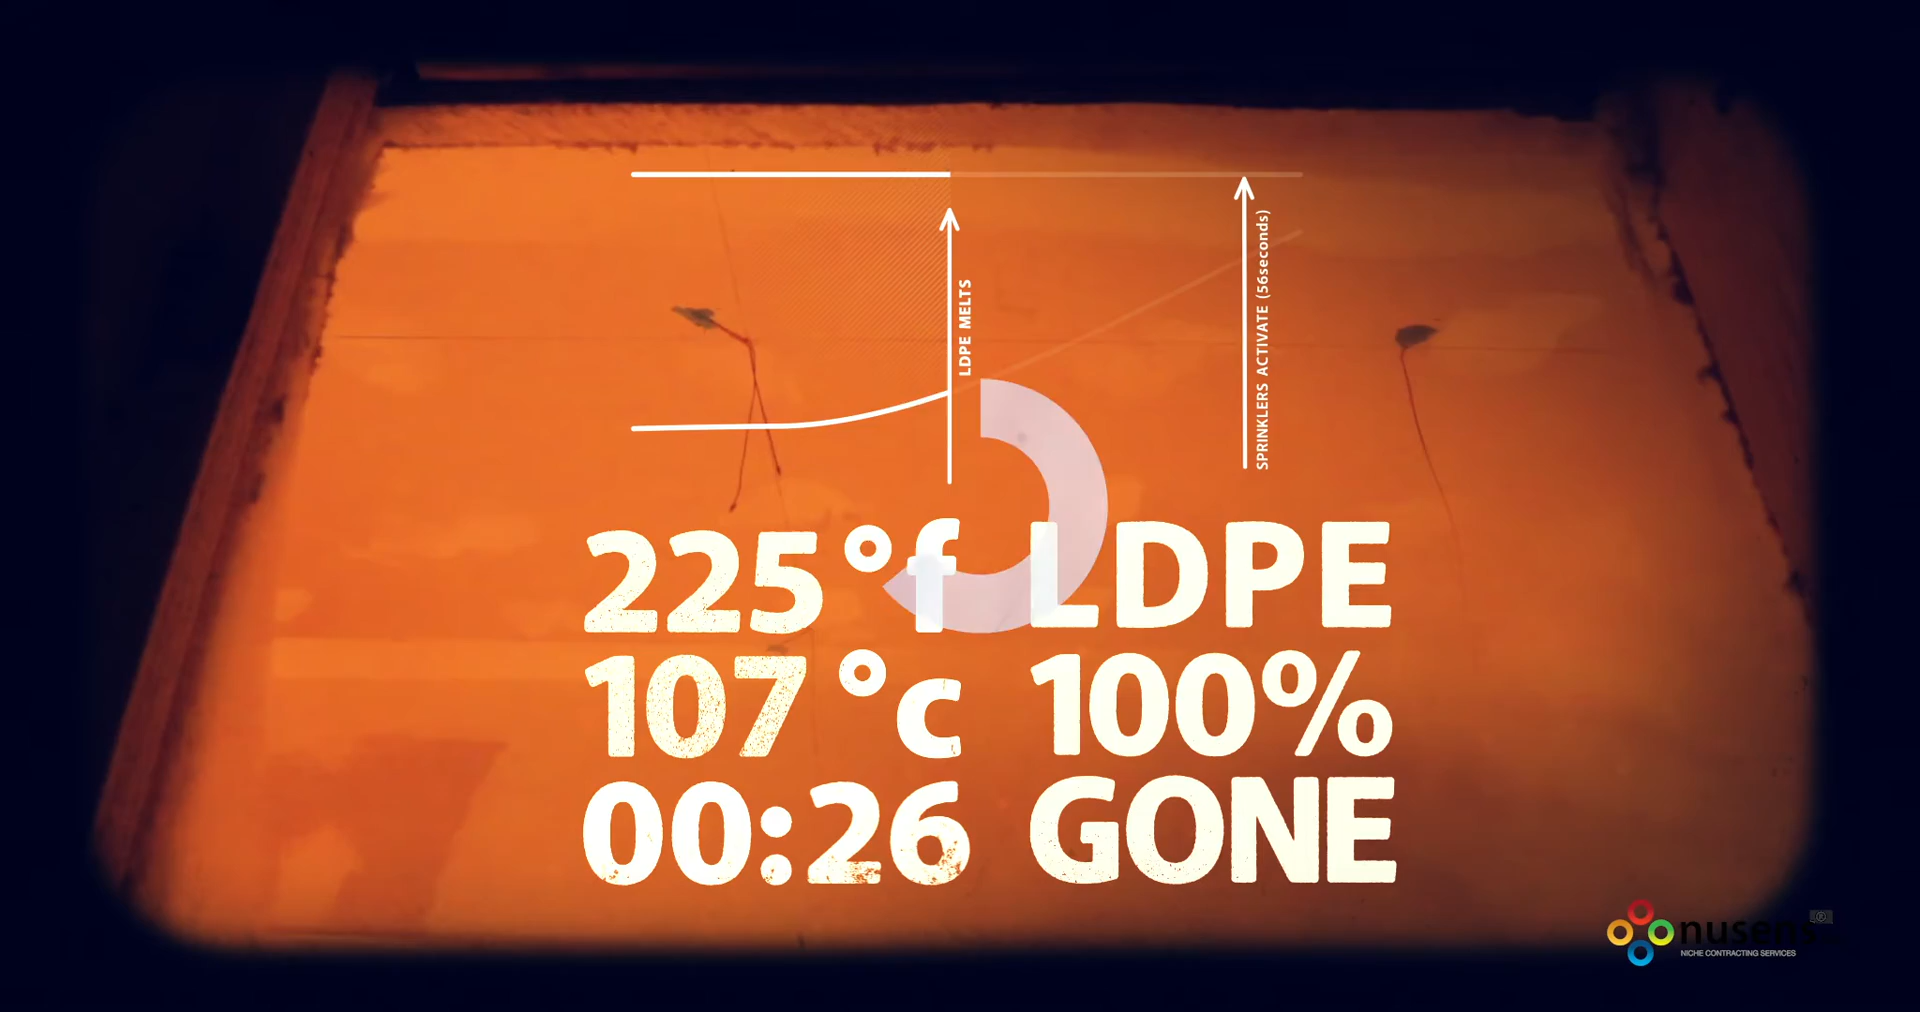 LDPE MELTS
SPRINKLERS ACTIVATE (56seconds)
225°f LDPE
107°c 100%
00:26 GONE
nusens
NICHE CONTRACTING SERVICES